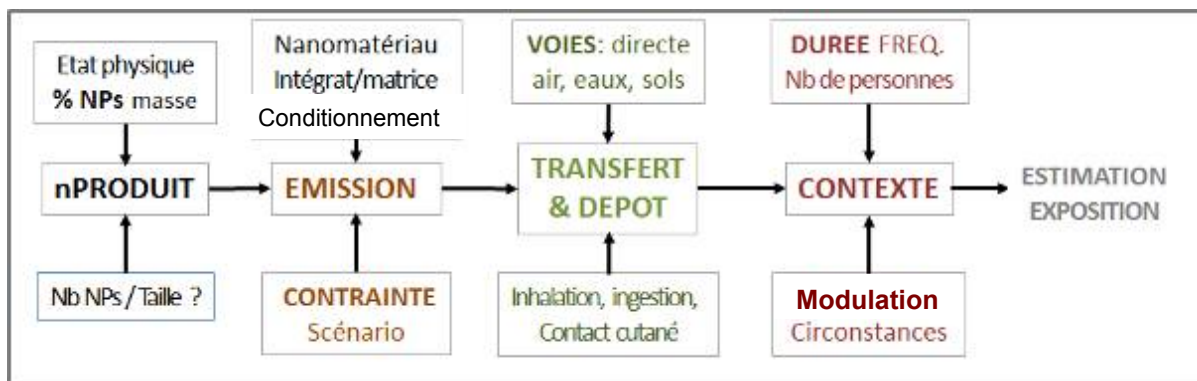 Etat physique
% NPs masse
Nanomatériau
Intégrat/matrice
Conditionnement
VOIES: directe
air, eaux, sols
DUREE FREQ.
Nb de personnes
nPRODUIT
EMISSION
TRANSFERT
& DEPOT
CONTEXTE
ESTIMATION
EXPOSITION
Nb NPs / Taille ?
CONTRAINTE
Scénario
Inhalation, ingestion,
Contact cutané
Modulation
Circonstances